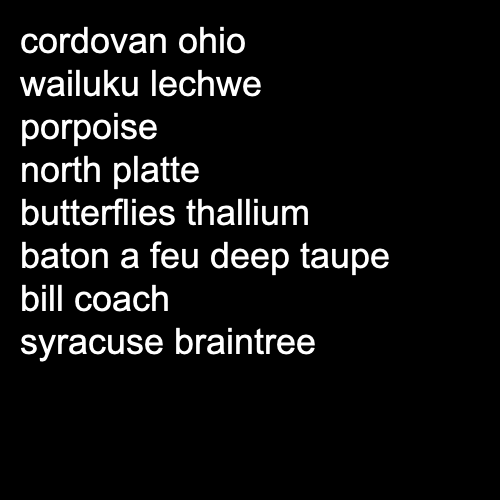 cordovan ohio
wailuku lechwe
porpoise
north platte
butterflies thallium
baton a feu deep taupe
bill coach
syracuse braintree